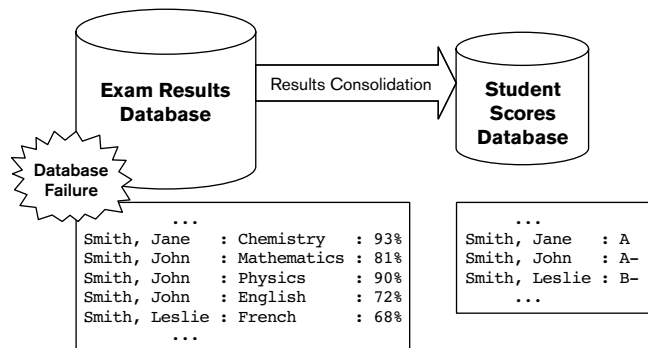 Exam Results
Database
Results Consolidation
Student
Scores
Database
Database
Failure
...
Smith, Jane   : Chemistry   : 93%
Smith, John   : Mathematics : 81%
Smith, John   : Physics     : 90%
Smith, John   : English     : 72%
Smith, Leslie : French      : 68%
...
...
Smith, Jane   : A
Smith, John   : A-
Smith, Leslie : B-
...